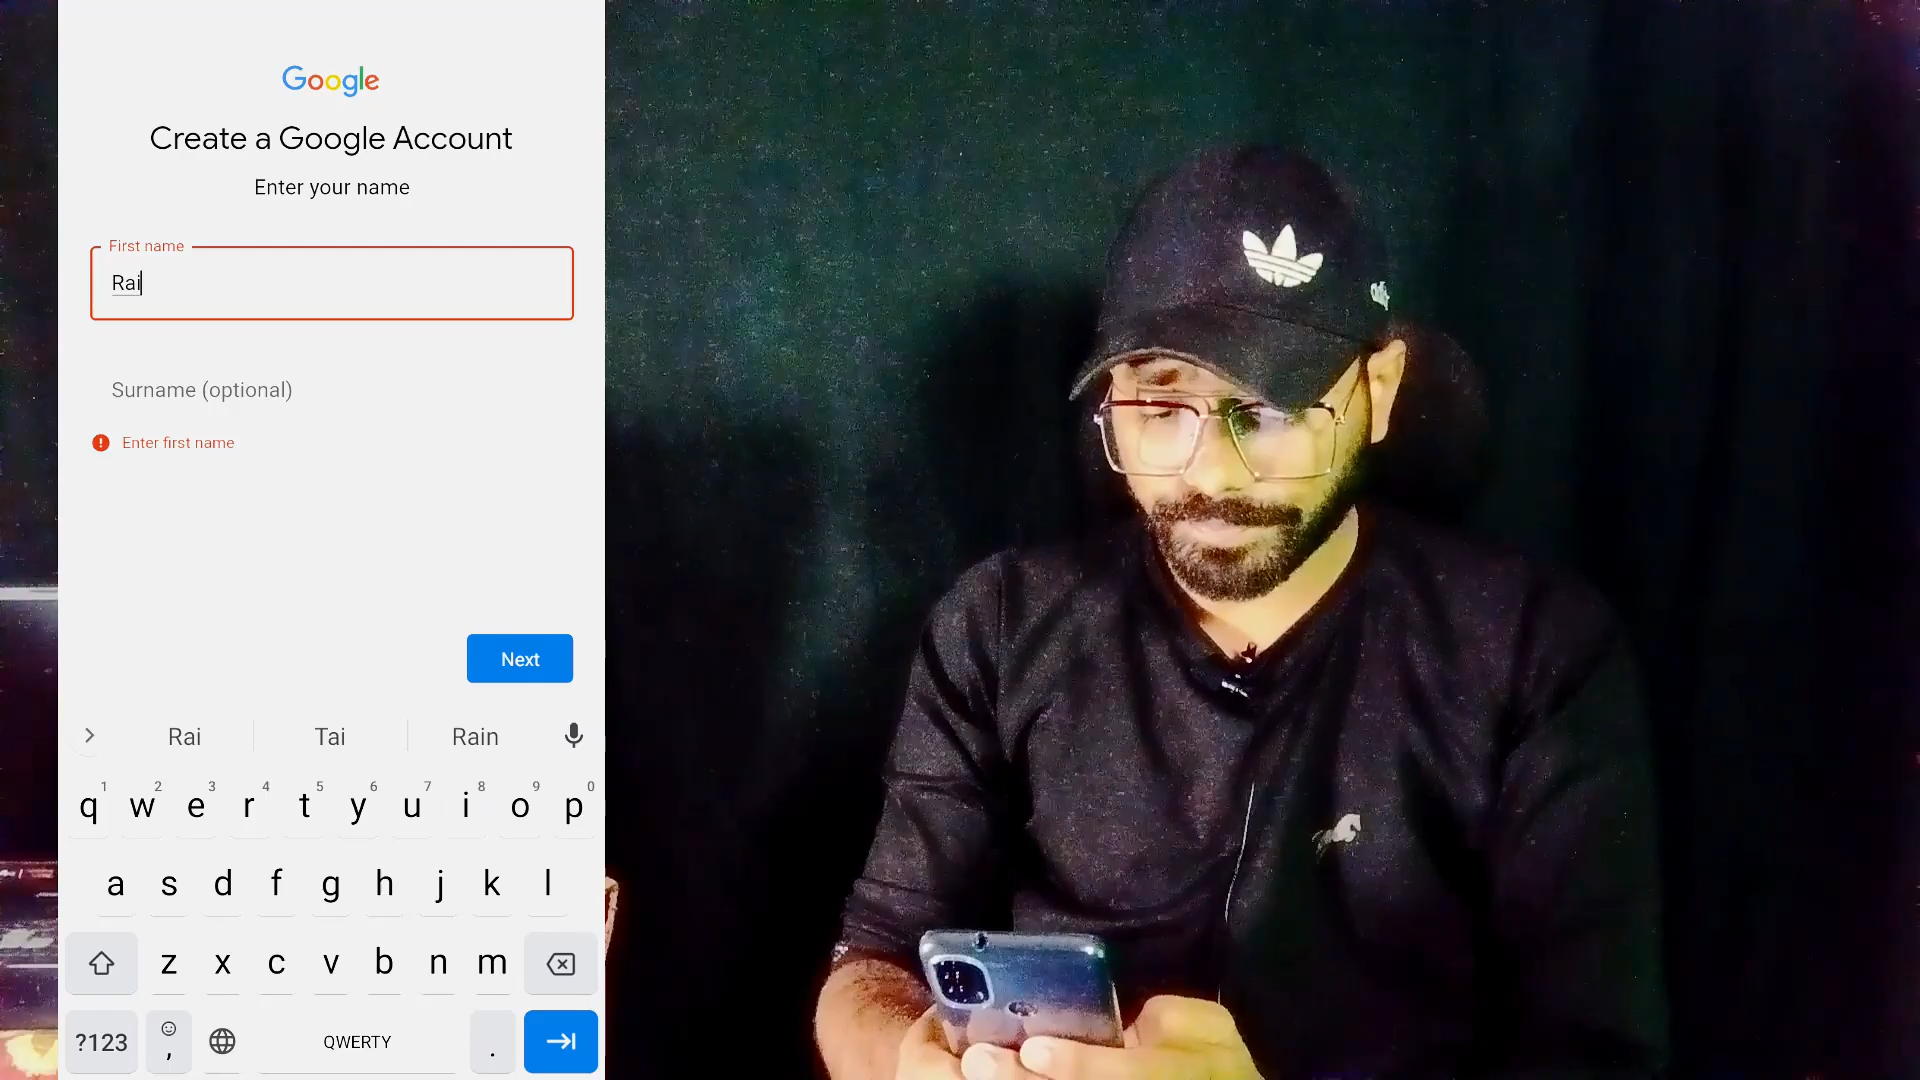 Google
Create a Google Account
Enter your name
First name
Rai
Surname (optional)
Enter first name
Next
Rai Tai Rain
1 2 3 4 5 6 7 8 9 0
q w e r t y u i o p
a s d f g h j k l
z x c v b n m
?123 , QWERTY .